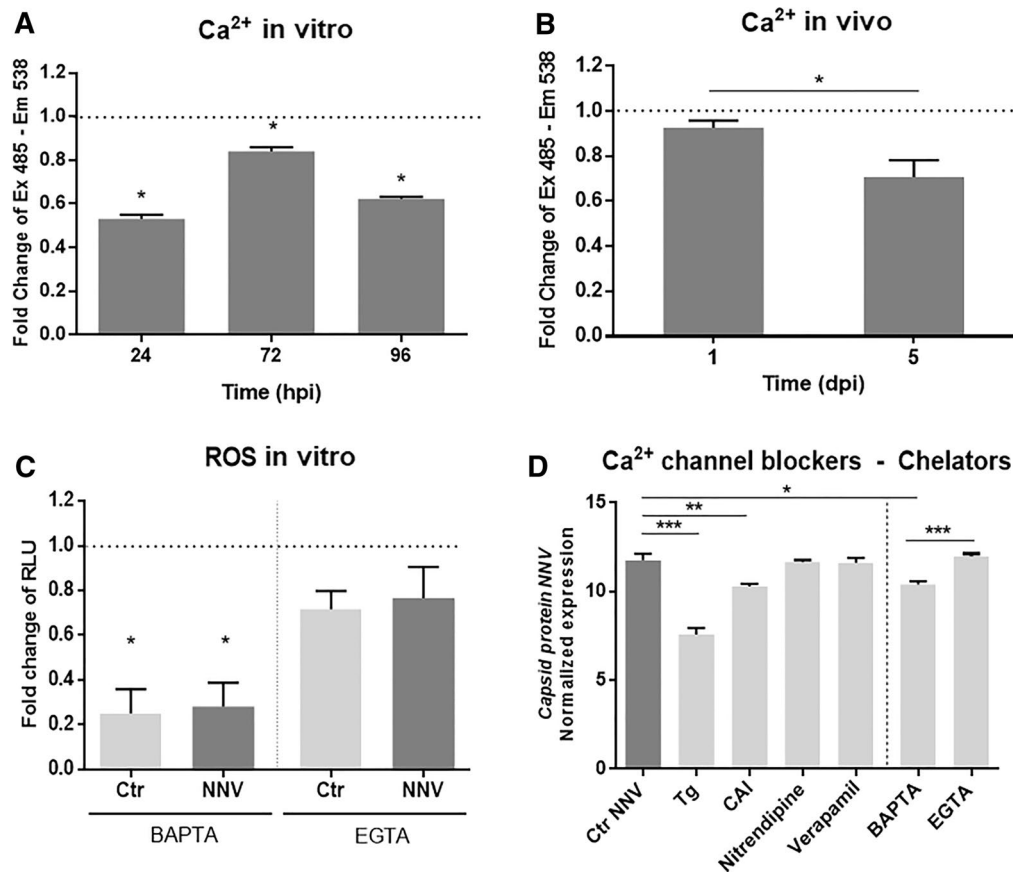 A
Ca²⁺ in vitro
Fold Change of Ex 485 - Em 538
1.2
1.0
0.8
0.6
0.4
0.2
0.0
*
*
*
24 72 96
Time (hpi)
B
Ca²⁺ in vivo
Fold Change of Ex 485 - Em 538
1.2
1.0
0.8
0.6
0.4
0.2
0.0
*
1 5
Time (dpi)
C
ROS in vitro
Fold change of RLU
1.2
1.0
0.8
0.6
0.4
0.2
0.0
* *
Ctr NNV Ctr NNV
BAPTA EGTA
D
Ca²⁺ channel blockers - Chelators
Capsid protein NNV
Normalized expression
15
10
5
0
*
**
***
***
Ctr NNV
Tg
CAI
Nitrendipine
Verapamil
BAPTA
EGTA